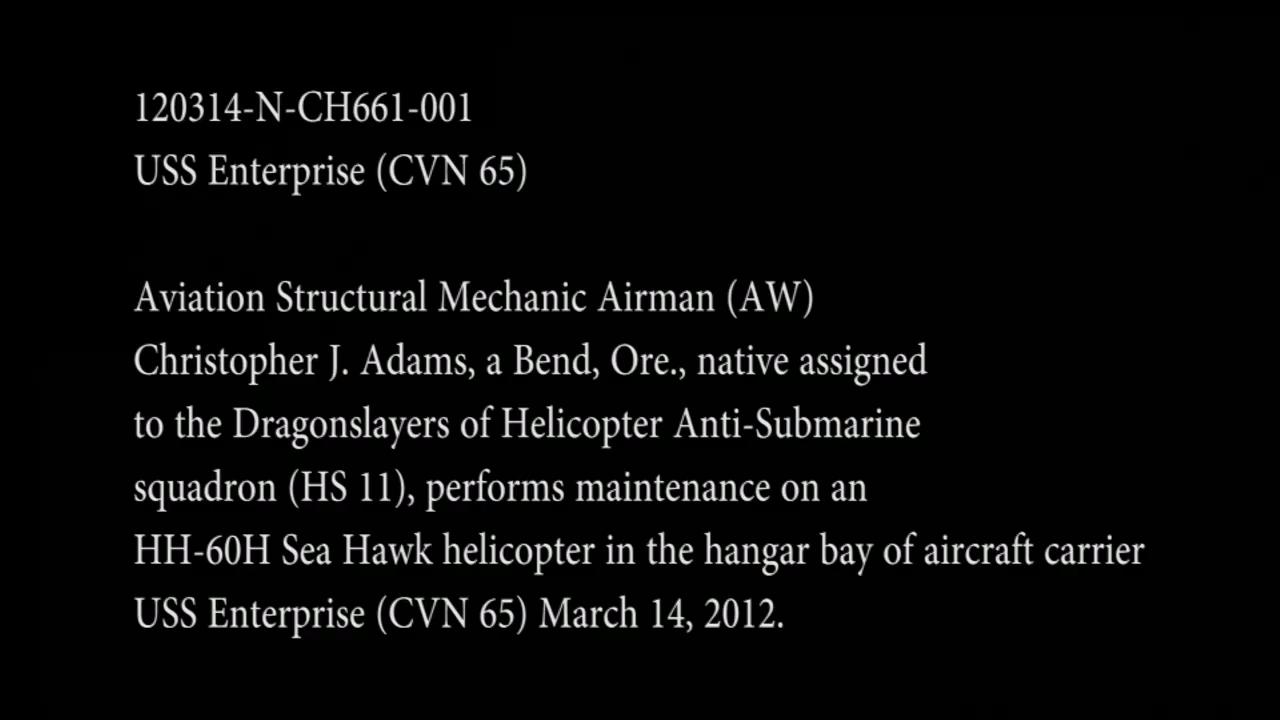 120314-N-CH661-001
USS Enterprise (CVN 65)
Aviation Structural Mechanic Airman (AW)
Christopher J. Adams, a Bend, Ore., native assigned
to the Dragonslayers of Helicopter Anti-Submarine
squadron (HS 11), performs maintenance on an
HH-60H Sea Hawk helicopter in the hangar bay of aircraft carrier
USS Enterprise (CVN 65) March 14, 2012.